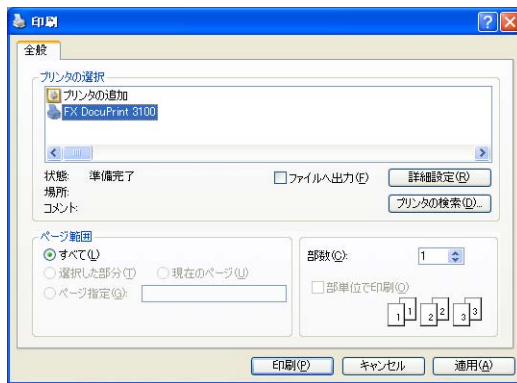 印刷
全般
プリンタの選択
プリンタの追加
FX DocuPrint 3100
状態: 準備完了
場所:
コメント:
ファイルへ出力(F)
詳細設定(R)
プリンタの検索(D)...
ページ範囲
すべて(L)
選択した部分(T) 現在のページ(U)
ページ指定(G):
部数(C): 1
部単位で印刷(O)
1 1 2 2 3 3
印刷(P) キャンセル 適用(A)